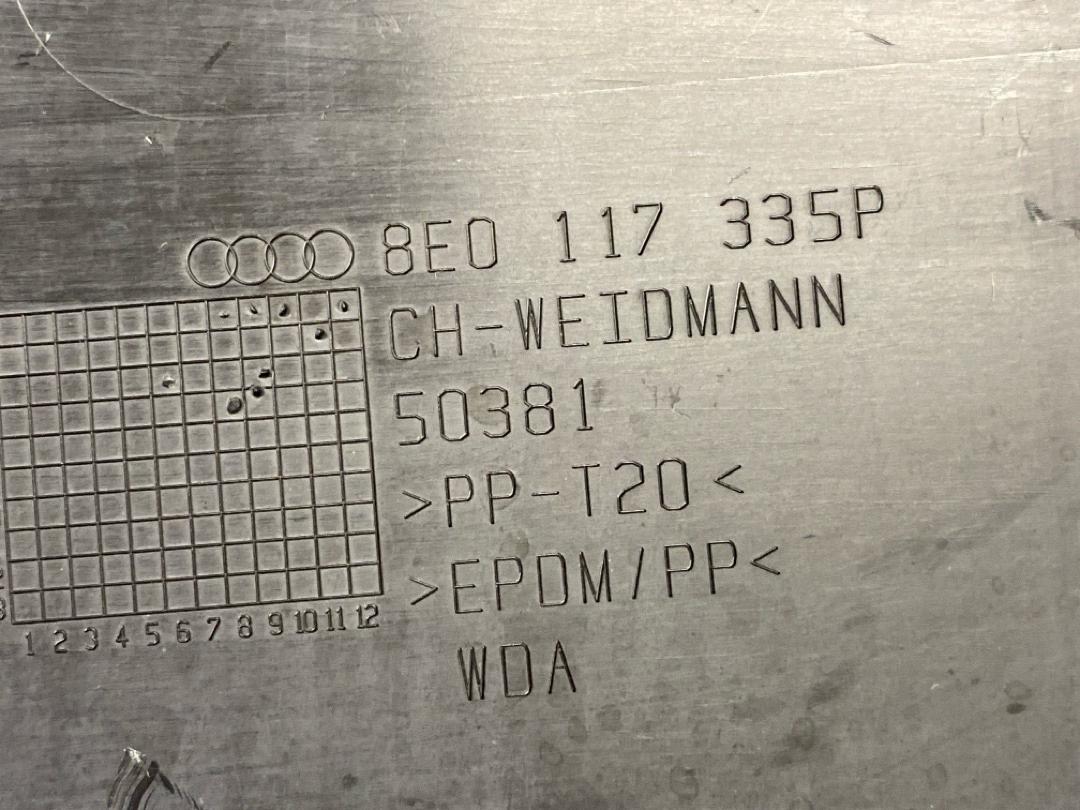 8E0 117 335P
CH-WEIDMANN
50381
>PP-T20<
>EPDM/PP<
WDA
1 2 3 4 5 6 7 8 9 10 11 12